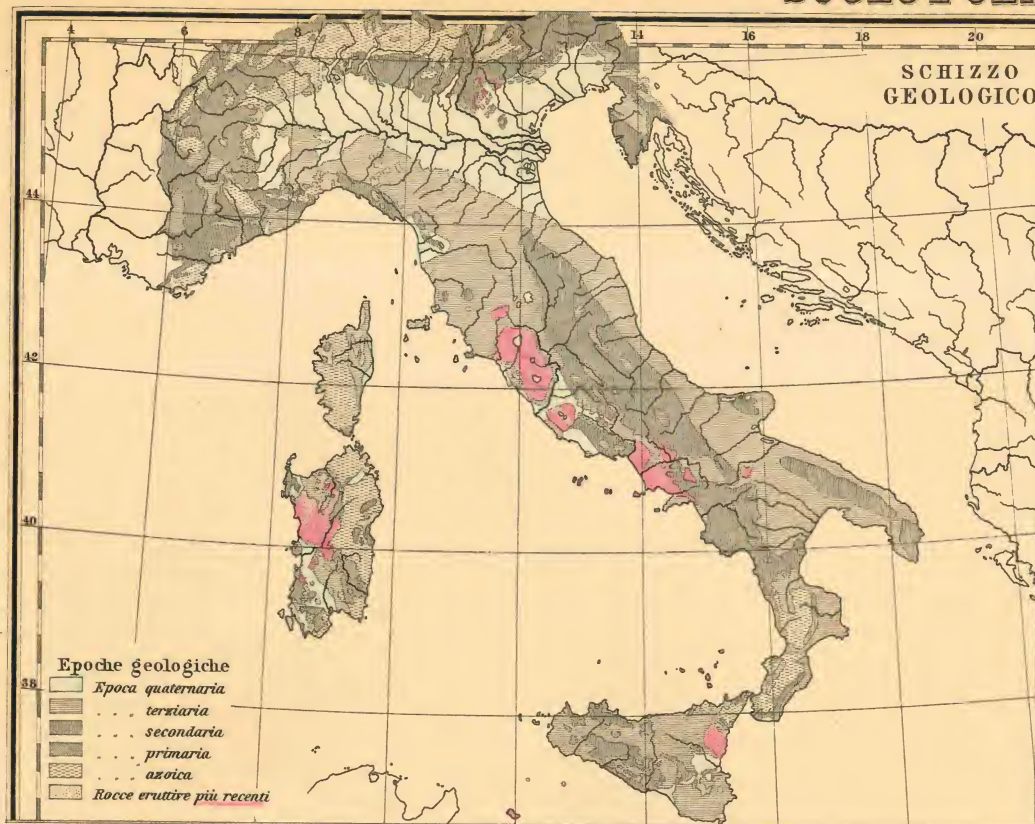 4 6 8 14 16 18 20
SCHIZZO
GEOLOGICO
44
42
40
38
Epoche geologiche
Epoca quaternaria
. . . terziaria
. . . secondaria
. . . primaria
. . . azoica
Rocce eruttive più recenti